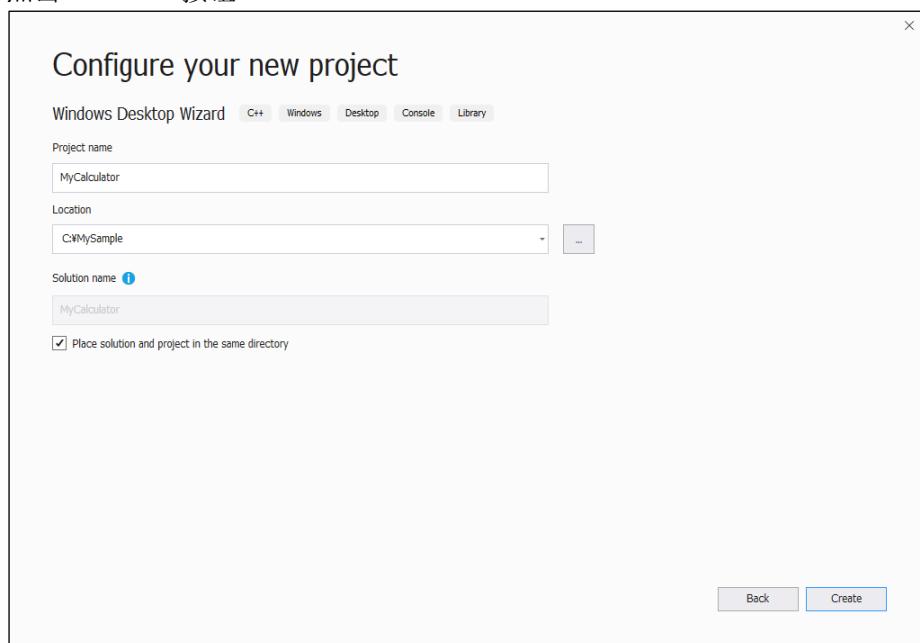 Configure your new project
Windows Desktop Wizard C++ Windows Desktop Console Library
Project name
MyCalculator
Location
C:¥MySample
...
Solution name
MyCalculator
Place solution and project in the same directory
Back Create